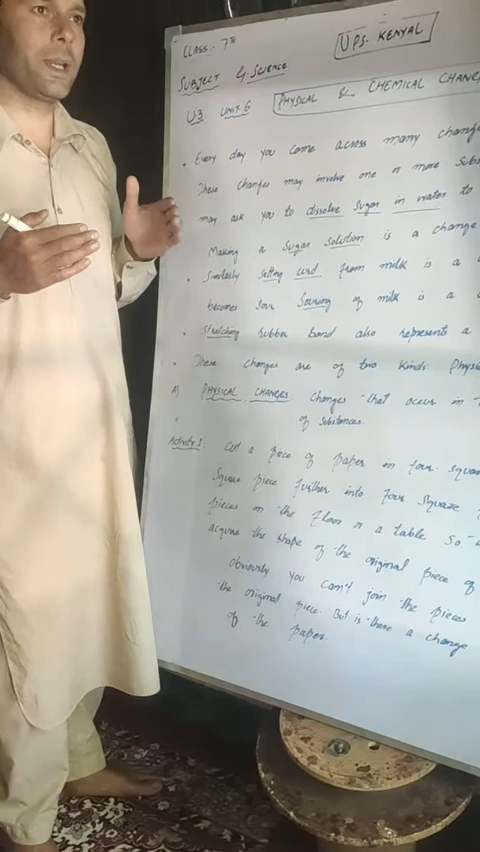 CLASS: 7TH
UPS. KENYAL
SUBJECT G. SCIENCE
U3. UNIT 6 PHYSICAL & CHEMICAL CHANGE
• Every day you come across many change
These changes may involve one or more Subs
may ask you to dissolve Sugar in water to
Making a Sugar Solution is a change
• Similarly setting curd from milk is a
becomes sour. Souring of milk is a
• Stretching rubber band also represents a
• These changes are of two Kinds: Physic
A) PHYSICAL CHANGES Changes that occur in
of Substances.
Activity 1: Cut a piece of paper in four squar
Square piece further into four Square
pieces on the floor or a table so
acquire the shape of the original piece of
Obviously you can't join the pieces
the original piece. But is there a change
of the paper.